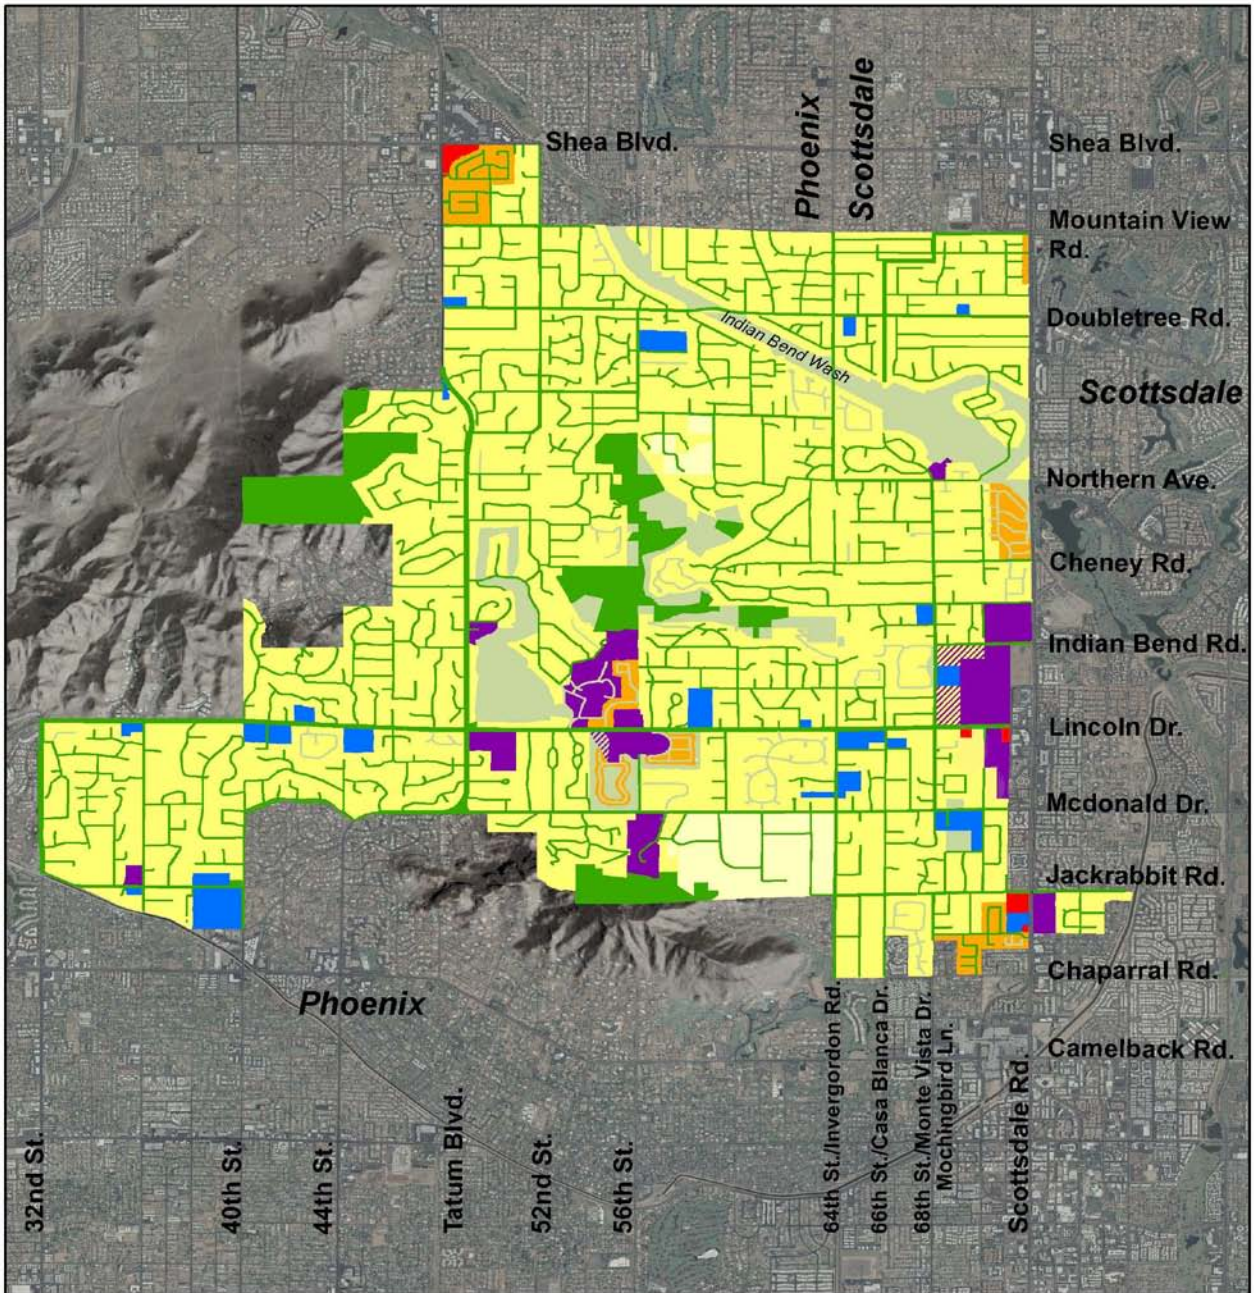 Phoenix
Scottsdale
Shea Blvd.
Shea Blvd.
Mountain View
Rd.
Doubletree Rd.
Indian Bend Wash
Scottsdale
Northern Ave.
Cheney Rd.
Indian Bend Rd.
Lincoln Dr.
Mcdonald Dr.
Jackrabbit Rd.
Chaparral Rd.
Phoenix
Camelback Rd.
32nd St.
40th St.
44th St.
Tatum Blvd.
52nd St.
56th St.
64th St./Invergordon Rd.
66th St./Casa Blanca Dr.
68th St./Monte Vista Dr.
Mochingbird Ln.
Scottsdale Rd.